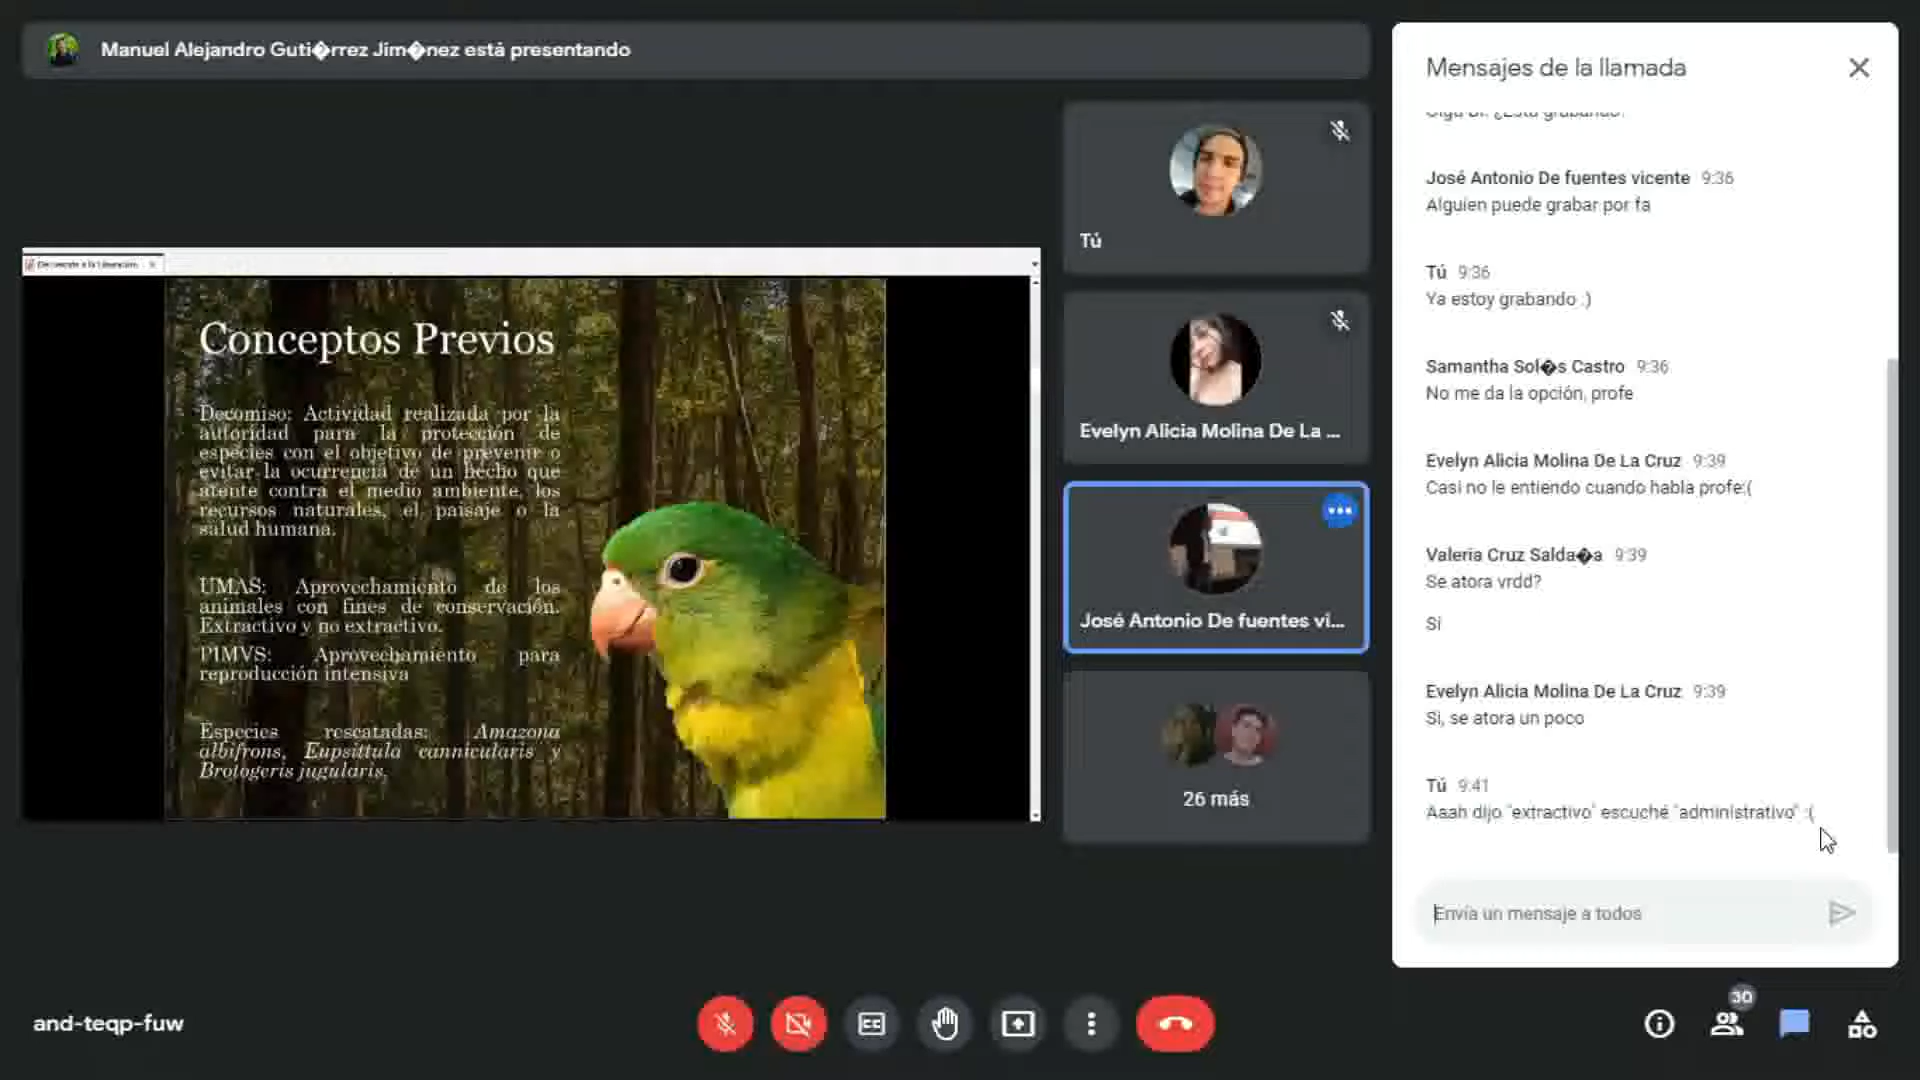 Manuel Alejandro Guti�rrez Jim�nez está presentando
Conceptos Previos
Decomiso: Actividad realizada por la
autoridad para la protección de
especies con el objetivo de prevenir o
evitar la ocurrencia de un hecho que
atente contra el medio ambiente, los
recursos naturales, el paisaje o la
salud humana.
UMAS: Aprovechamiento de los
animales con fines de conservación.
Extractivo y no extractivo.
PIMVS: Aprovechamiento para
reproducción intensiva
Especies rescatadas: Amazona
albifrons, Eupsittula cannicularis y
Brotogeris jugularis.
Tú
Evelyn Alicia Molina De La ...
José Antonio De fuentes vi...
26 más
Mensajes de la llamada
José Antonio De fuentes vicente 9:36
Alguien puede grabar por fa
Tú 9:36
Ya estoy grabando :)
Samantha Sol�s Castro 9:36
No me da la opción, profe
Evelyn Alicia Molina De La Cruz 9:39
Casi no le entiendo cuando habla profe:(
Valeria Cruz Salda�a 9:39
Se atora vrdd?
Si
Evelyn Alicia Molina De La Cruz 9:39
Si, se atora un poco
Tú 9:41
Aaah dijo "extractivo" escuché "administrativo" :(
Envía un mensaje a todos
and-teqp-fuw
CC
30